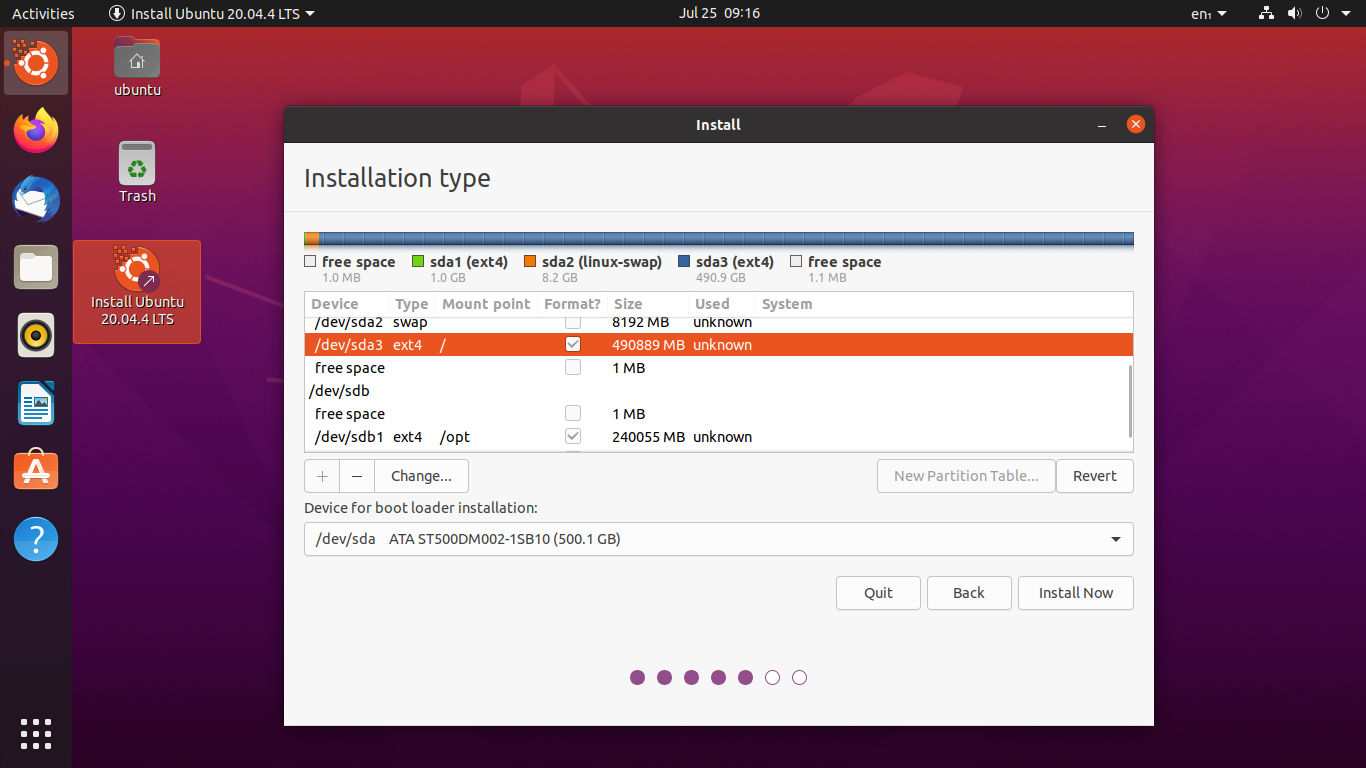 Activities Install Ubuntu 20.04.4 LTS Jul 25 09:16 en₁
ubuntu
Trash
Install Ubuntu
20.04.4 LTS
Install
Installation type
free space sda1 (ext4) sda2 (linux-swap) sda3 (ext4) free space
1.0 MB 1.0 GB 8.2 GB 490.9 GB 1.1 MB
Device Type Mount point Format? Size Used System
/dev/sda2 swap 8192 MB unknown
/dev/sda3 ext4 / 490889 MB unknown
free space 1 MB
/dev/sdb
free space 1 MB
/dev/sdb1 ext4 /opt 240055 MB unknown
+ − Change... New Partition Table... Revert
Device for boot loader installation:
/dev/sda ATA ST500DM002-1SB10 (500.1 GB)
Quit Back Install Now